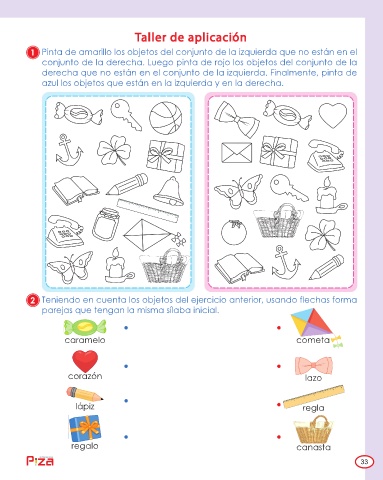 Taller de aplicación
1 Pinta de amarillo los objetos del conjunto de la izquierda que no están en el
conjunto de la derecha. Luego pinta de rojo los objetos del conjunto de la
derecha que no están en el conjunto de la izquierda. Finalmente, pinta de
azul los objetos que están en la izquierda y en la derecha.
2 Teniendo en cuenta los objetos del ejercicio anterior, usando flechas forma
parejas que tengan la misma sílaba inicial.
caramelo
cometa
corazón
lazo
lápiz
regla
regalo
canasta
Piza
33